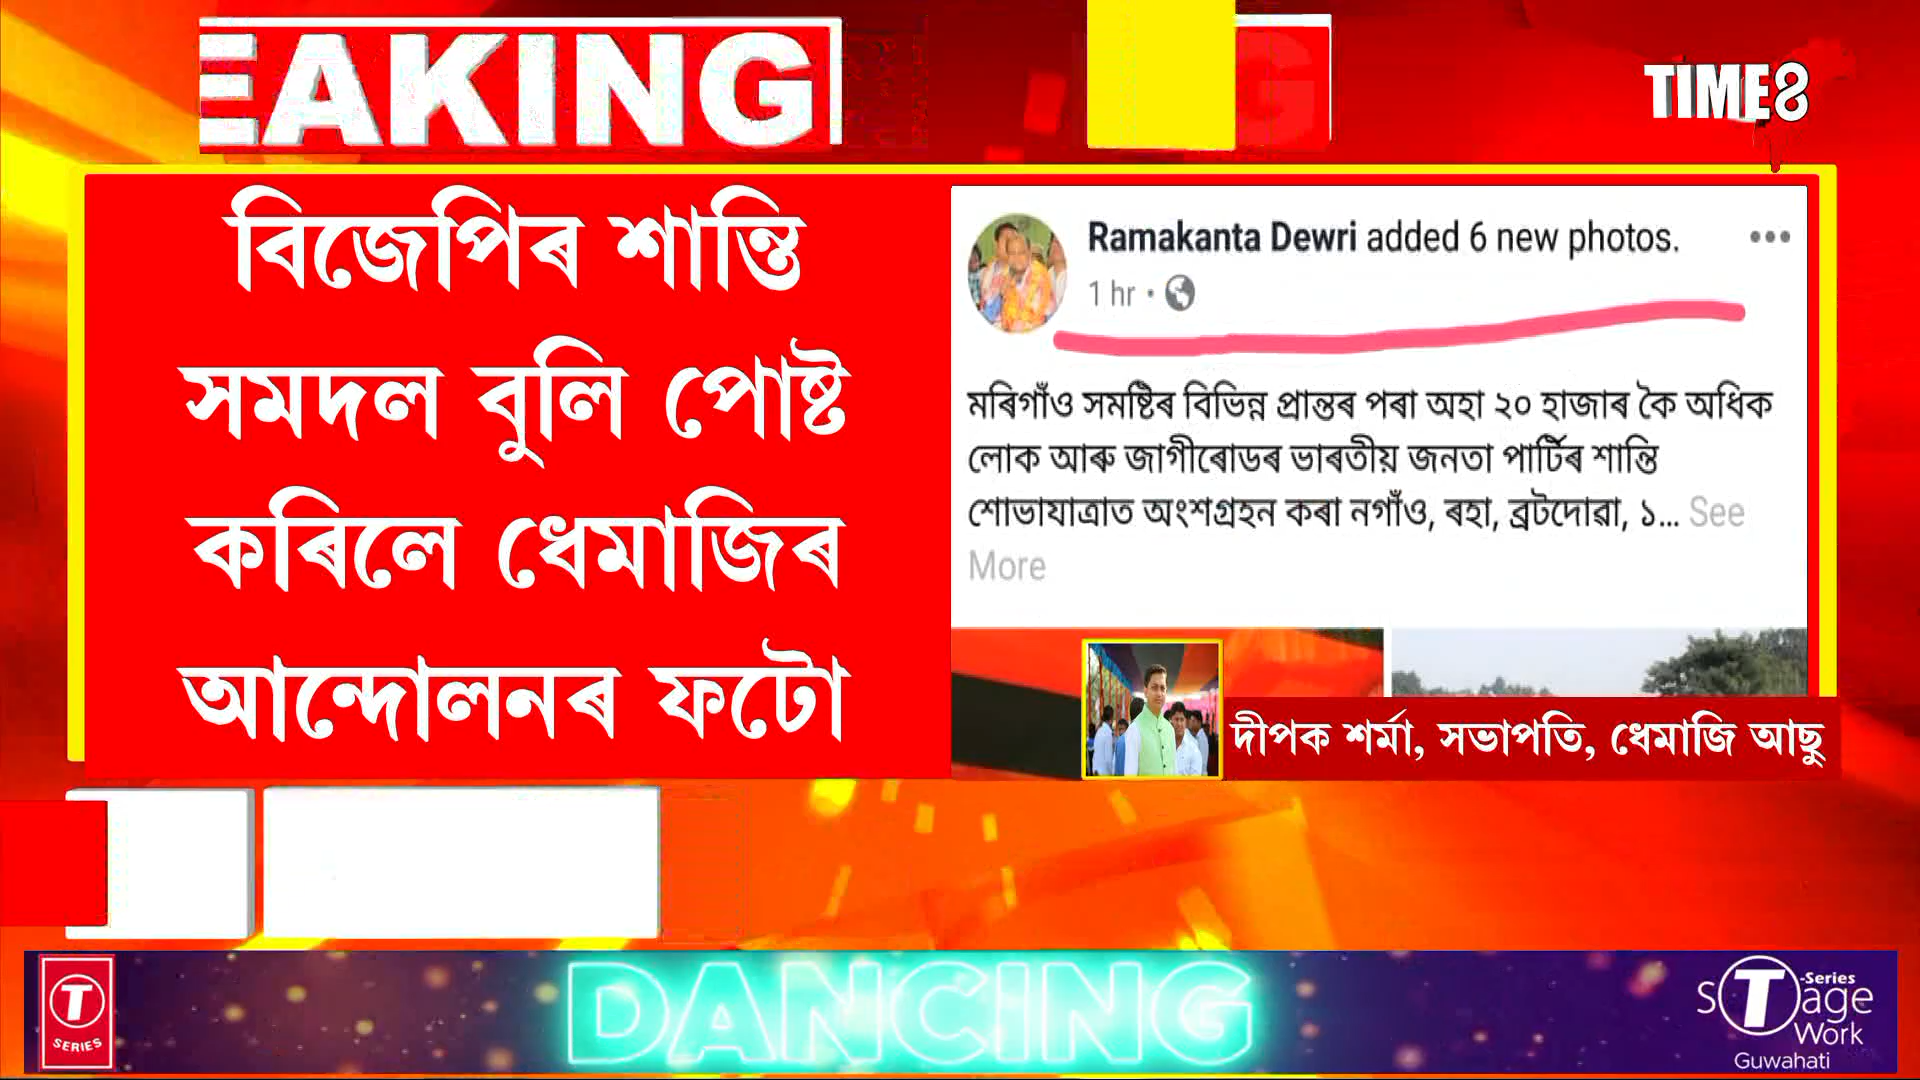 EAKING
TIME8
বিজেপিৰ শান্তি
সমদল বুলি পোষ্ট
কৰিলে ধেমাজিৰ
আন্দোলনৰ ফটো
Ramakanta Dewri added 6 new photos.
1 hr
মৰিগাঁও সমষ্টিৰ বিভিন্ন প্ৰান্তৰ পৰা অহা ২০ হাজাৰ কৈ অধিক
লোক আৰু জাগীৰোডৰ ভাৰতীয় জনতা পাৰ্টিৰ শান্তি
শোভাযাত্ৰাত অংশগ্ৰহন কৰা নগাঁও, ৰহা, ব্ৰটদোৱা, ১... See
More
দীপক শৰ্মা, সভাপতি, ধেমাজি আছু
T
SERIES
DANCING
T-Series
Stage
Work
Guwahati